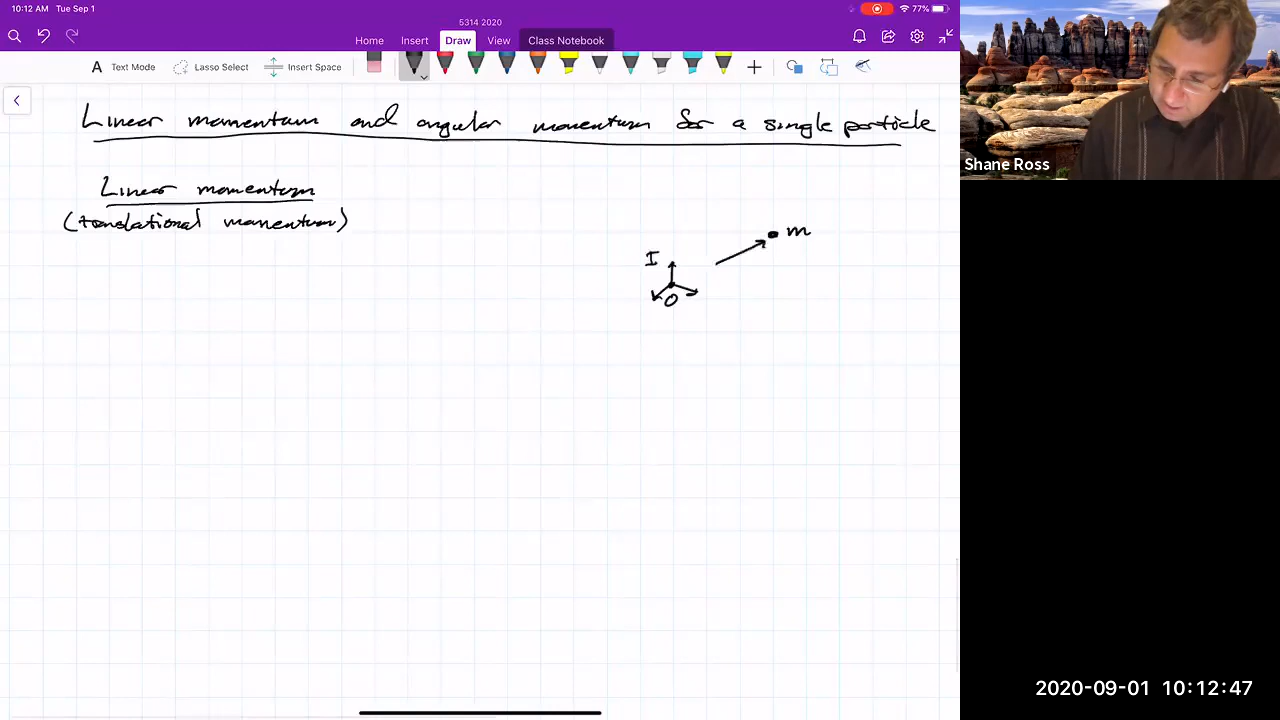 10:12 AM Tue Sep 1
77%
5314 2020
Home Insert Draw View Class Notebook
Text Mode Lasso Select Insert Space
Linear momentum and angular momentum for a single particle
Linear momentum
(translational momentum)
m
I
O
Shane Ross
2020-09-01 10:12:47